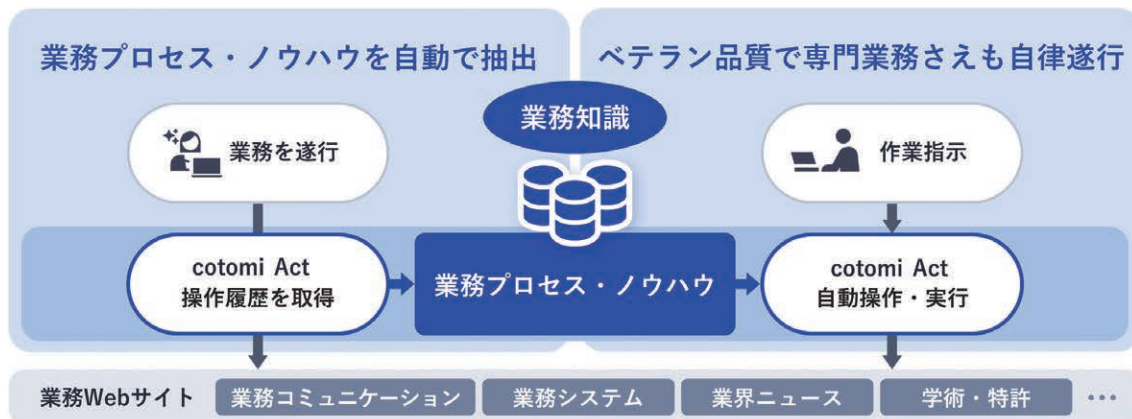 業務プロセス・ノウハウを自動で抽出
ベテラン品質で専門業務さえも自律遂行
業務知識
業務を遂行
作業指示
cotomi Act
操作履歴を取得
業務プロセス・ノウハウ
cotomi Act
自動操作・実行
業務Webサイト
業務コミュニケーション
業務システム
業界ニュース
学術・特許
…